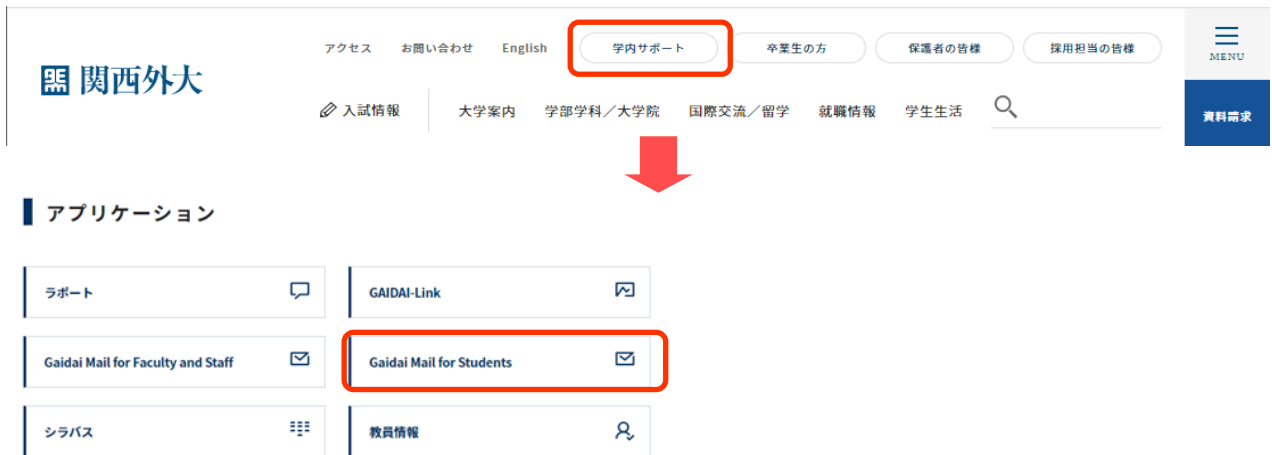 アクセス お問い合わせ English 学内サポート 卒業生の方 保護者の皆様 採用担当の皆様
MENU
関西外大
入試情報 大学案内 学部学科／大学院 国際交流／留学 就職情報 学生生活
資料請求
アプリケーション
ラポート GAIDAI-Link
Gaidai Mail for Faculty and Staff Gaidai Mail for Students
シラバス 教員情報